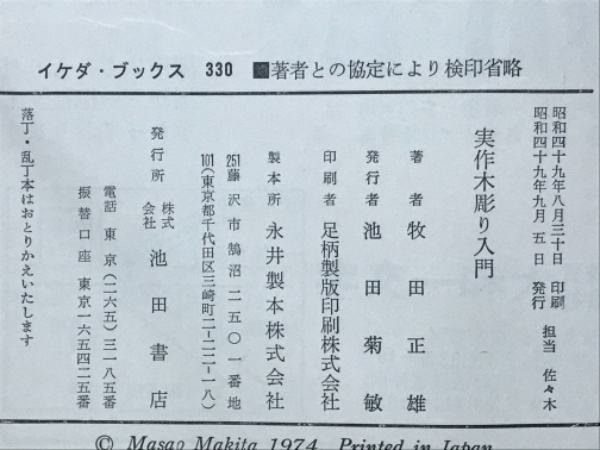 イケダ・ブックス 330 ■著者との協定により検印省略
昭和四十九年八月三十日 印刷
昭和四十九年九月 五 日 発行
担当 佐々木
実作木彫り入門
著者 牧田正雄
発行者 池田菊敏
印刷者 足柄製版印刷株式会社
製本所 永井製本株式会社
251藤沢市鵠沼二五〇一番地
101(東京都千代田区三崎町二-二二-一八)
発行所 株式会社 池田書店
電話 東京(二六五)三一八五番
振替口座 東京一六五四二五番
落丁・乱丁本はおとりかえいたします
© Masao Makita 1974 Printed in Japan